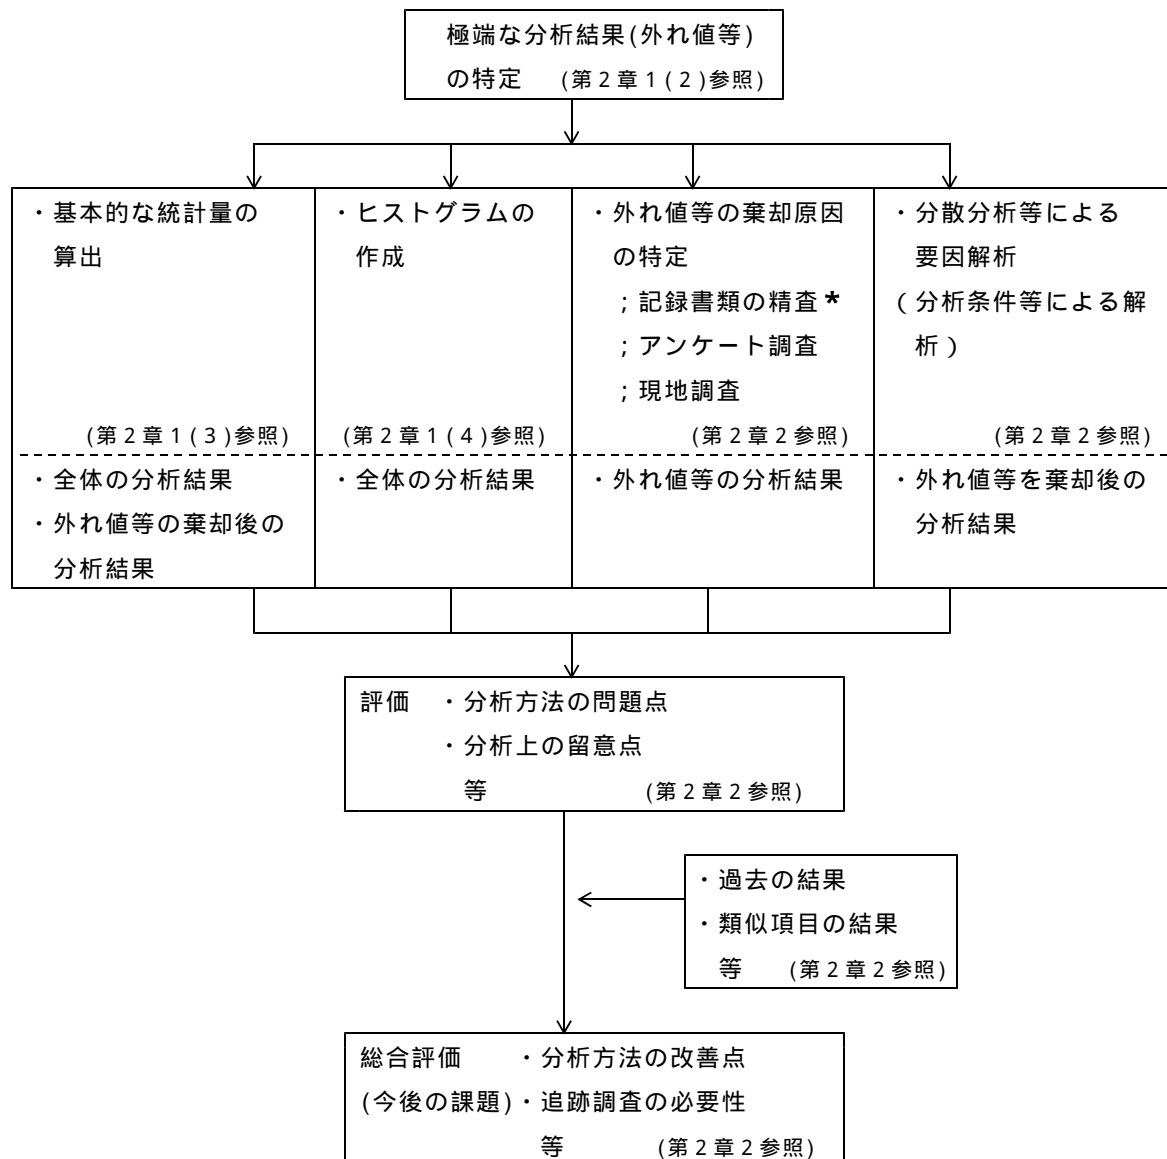 極端な分析結果(外れ値等)
の特定 (第2章1(2)参照)
・基本的な統計量の
算出
(第2章1(3)参照)
・全体の分析結果
・外れ値等の棄却後の
分析結果
・ヒストグラムの
作成
(第2章1(4)参照)
・全体の分析結果
・外れ値等の棄却原因
の特定
;記録書類の精査*
;アンケート調査
;現地調査
(第2章2参照)
・外れ値等の分析結果
・分散分析等による
要因解析
(分析条件等による解
析)
(第2章2参照)
・外れ値等を棄却後の
分析結果
評価 ・分析方法の問題点
・分析上の留意点
等 (第2章2参照)
・過去の結果
・類似項目の結果
等 (第2章2参照)
総合評価 ・分析方法の改善点
(今後の課題)・追跡調査の必要性
等 (第2章2参照)